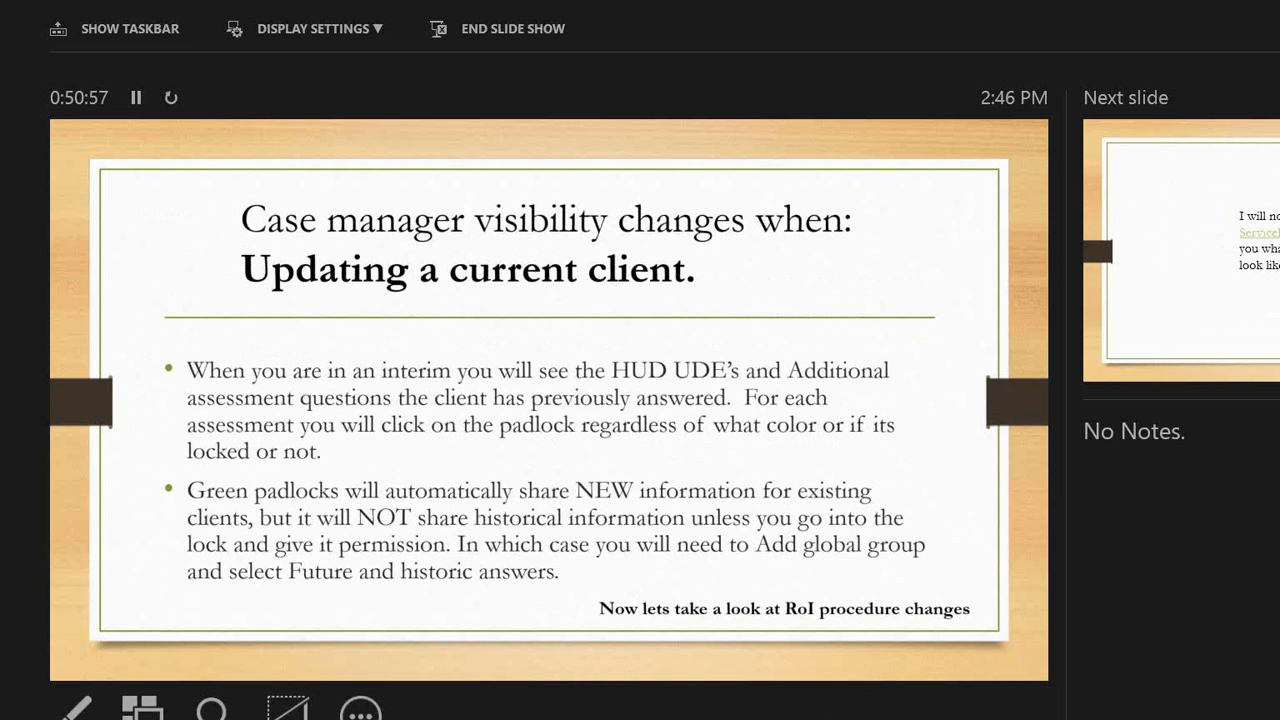 SHOW TASKBAR DISPLAY SETTINGS ▼ END SLIDE SHOW
0:50:57 2:46 PM Next slide
Case manager visibility changes when:
Updating a current client.
When you are in an interim you will see the HUD UDE’s and Additional
assessment questions the client has previously answered. For each
assessment you will click on the padlock regardless of what color or if its
locked or not.
Green padlocks will automatically share NEW information for existing
clients, but it will NOT share historical information unless you go into the
lock and give it permission. In which case you will need to Add global group
and select Future and historic answers.
Now lets take a look at RoI procedure changes
I will
you
look
No Notes.